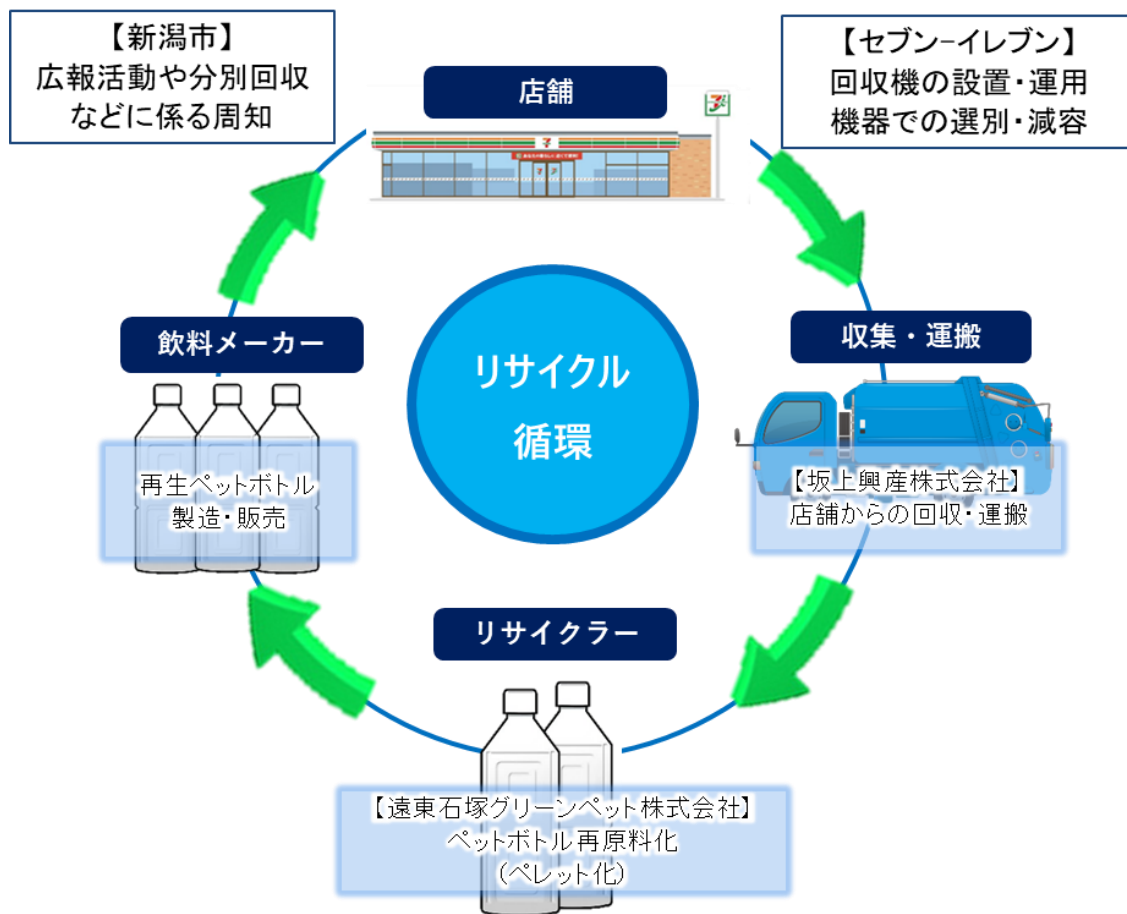 【新潟市】
広報活動や分別回収
などに係る周知
【セブン-イレブン】
回収機の設置・運用
機器での選別・減容
店舗
収集・運搬
【坂上興産株式会社】
店舗からの回収・運搬
リサイクラー
【遠東石塚グリーンペット株式会社】
ペットボトル再原料化
(ペレット化)
飲料メーカー
再生ペットボトル
製造・販売
リサイクル
循環